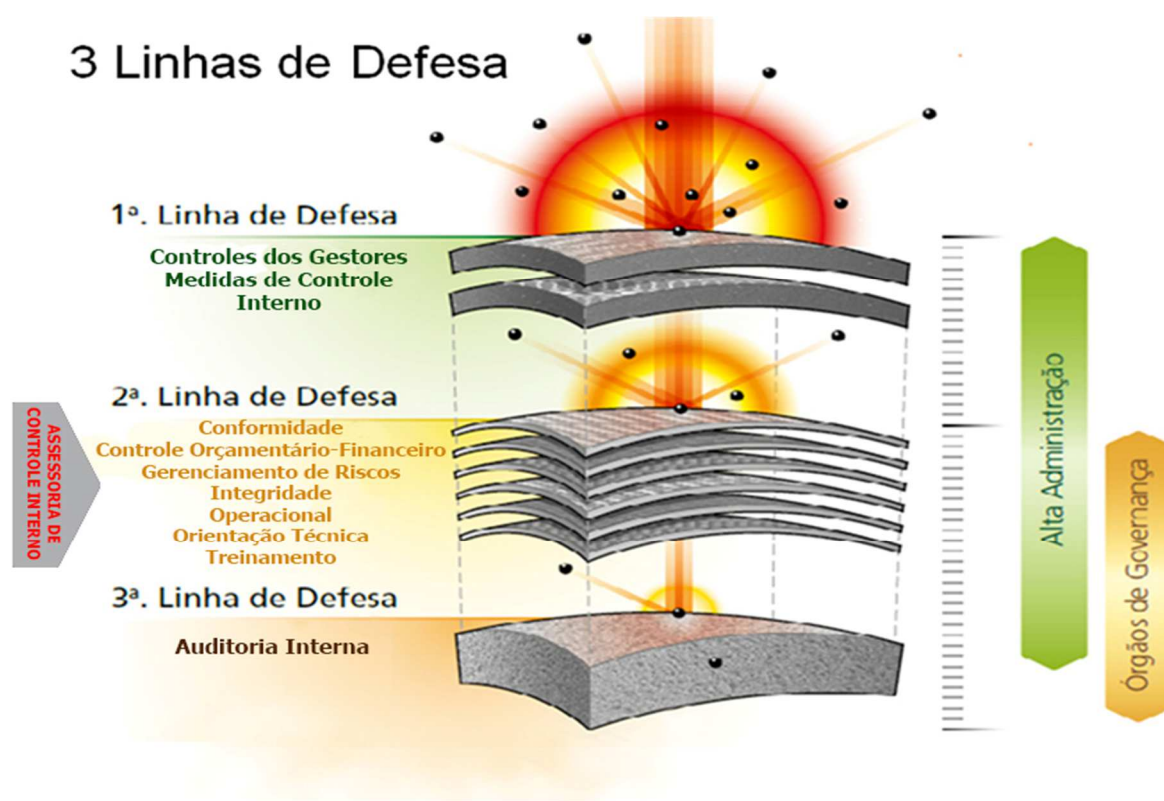 3 Linhas de Defesa
1ª. Linha de Defesa
Controles dos Gestores
Medidas de Controle
Interno
2ª. Linha de Defesa
Conformidade
Controle Orçamentário-Financeiro
Gerenciamento de Riscos
Integridade
Operacional
Orientação Técnica
Treinamento
ASSESSORIA DE
CONTROLE INTERNO
3ª. Linha de Defesa
Auditoria Interna
Alta Administração
Órgãos de Governança